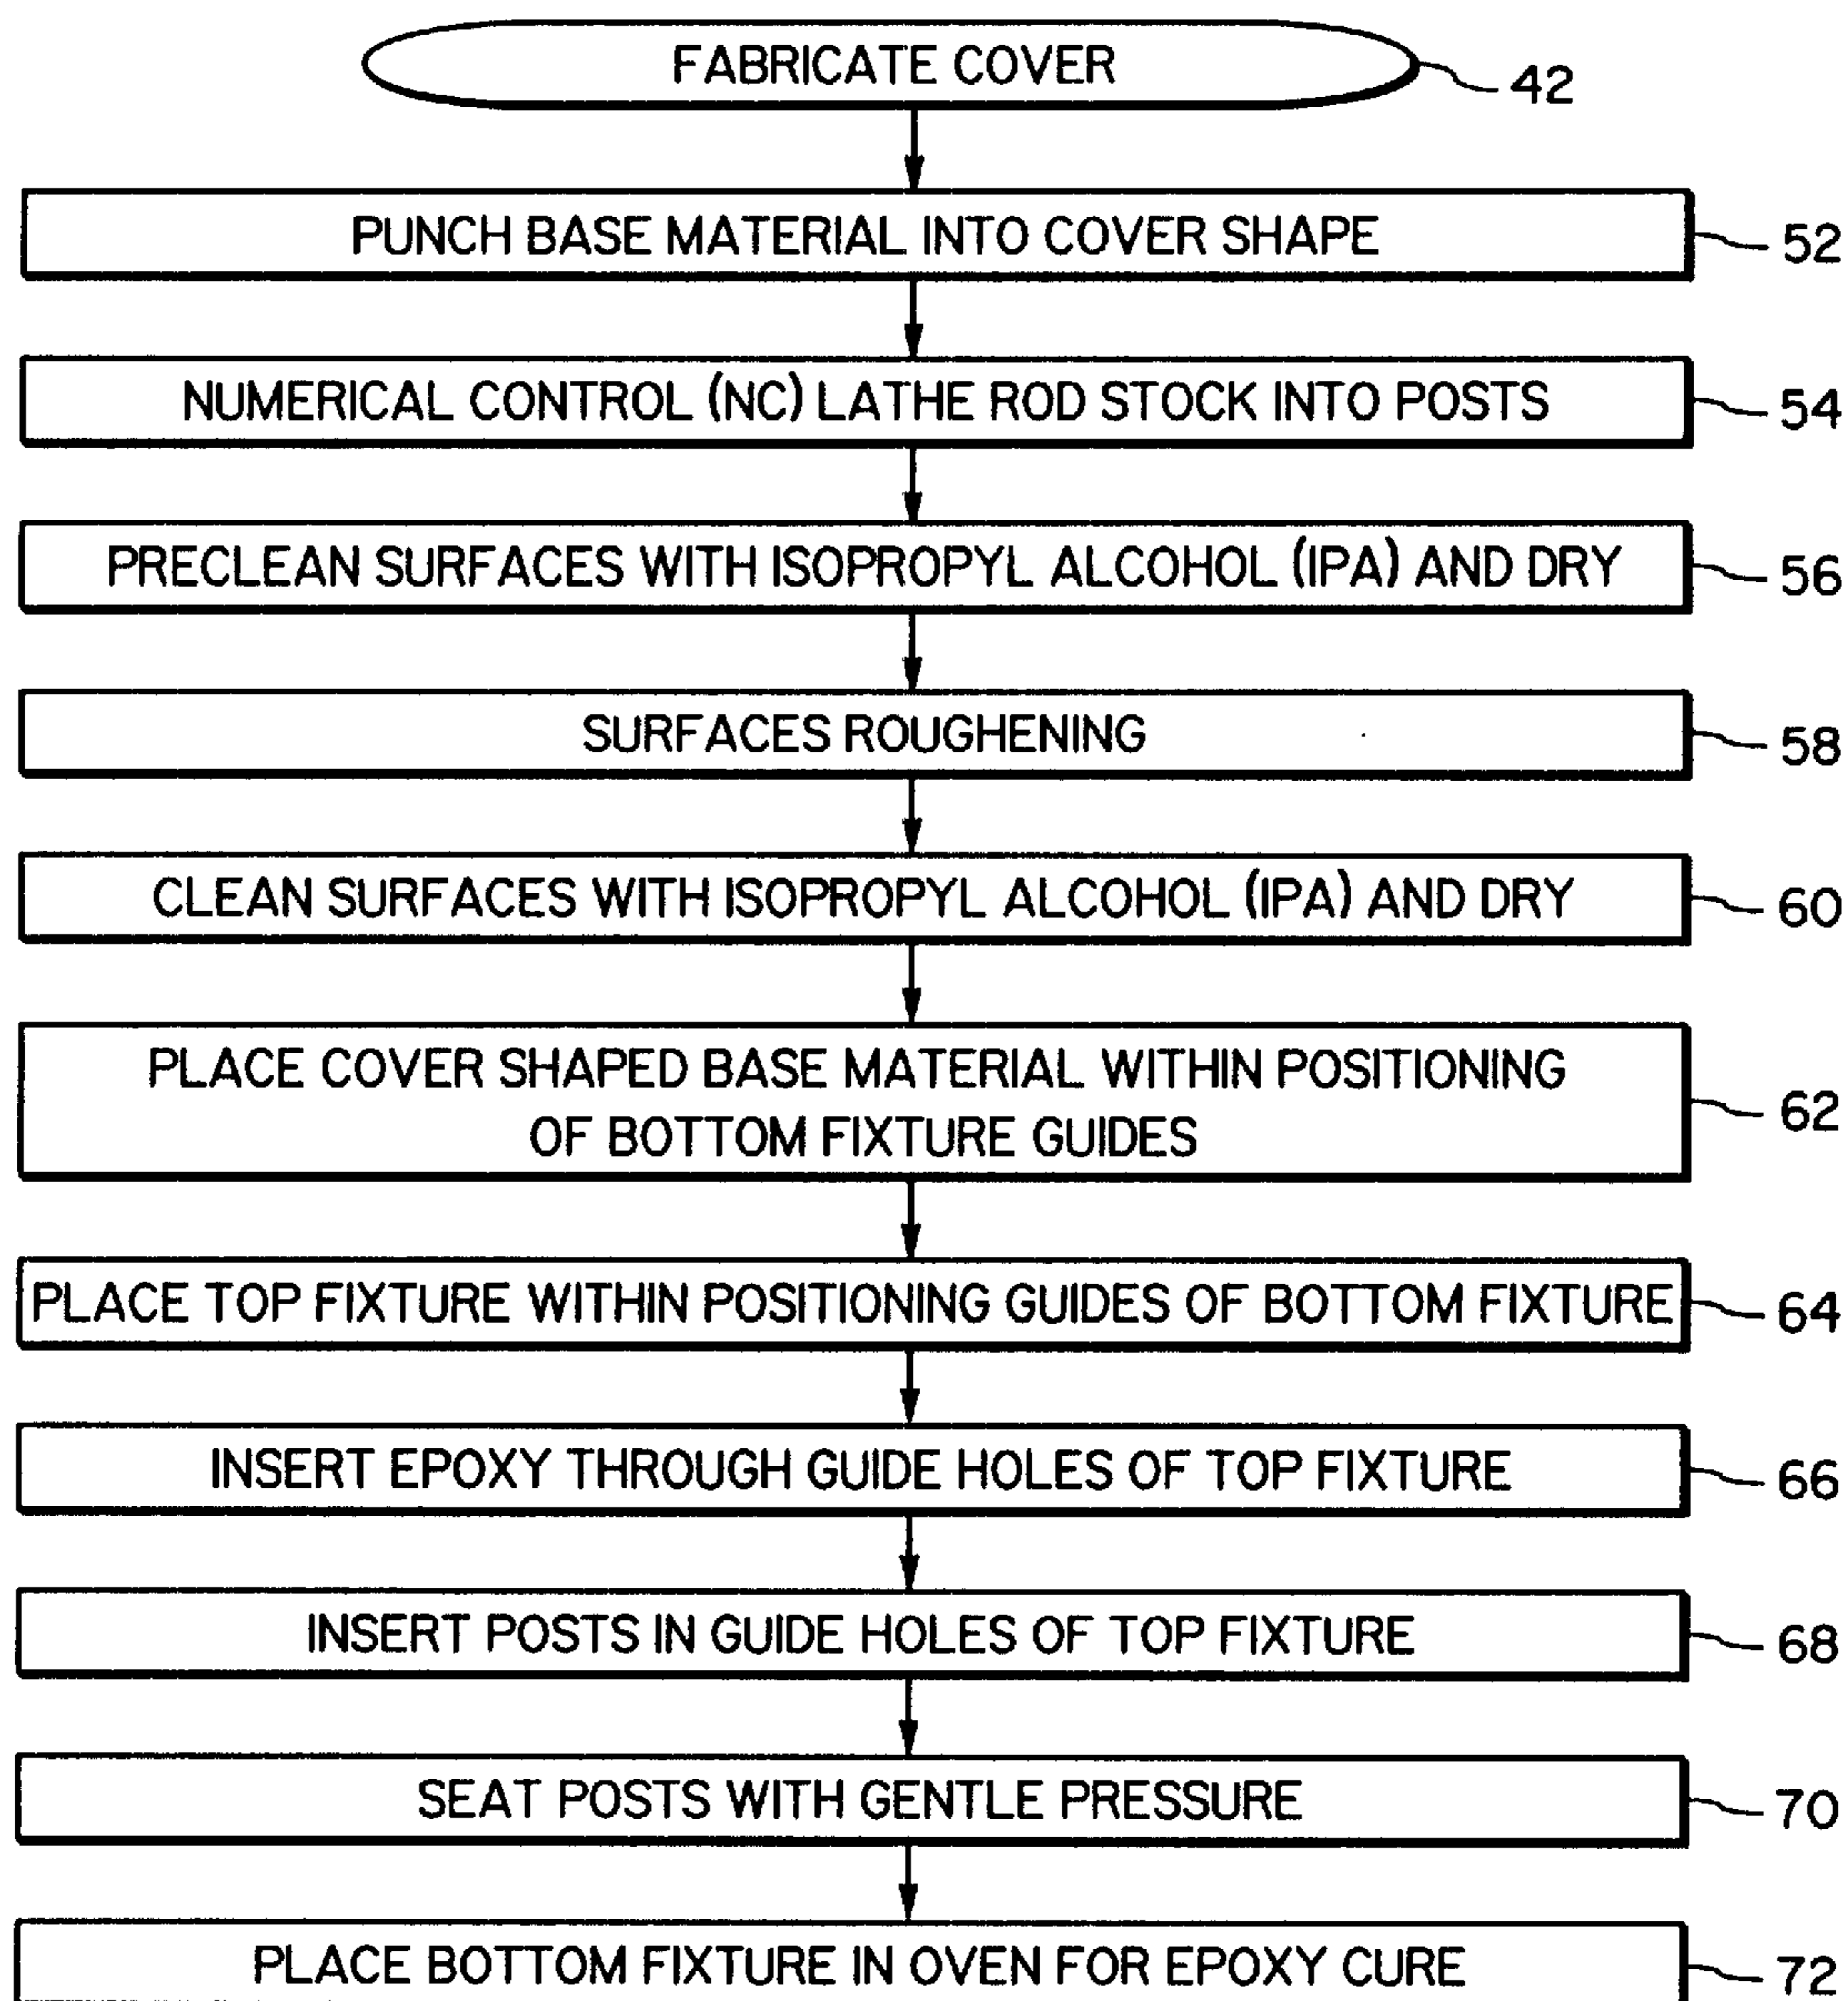 FABRICATE COVER
42
PUNCH BASE MATERIAL INTO COVER SHAPE
52
NUMERICAL CONTROL (NC) LATHE ROD STOCK INTO POSTS
54
PRECLEAN SURFACES WITH ISOPROPYL ALCOHOL (IPA) AND DRY
56
SURFACES ROUGHENING
58
CLEAN SURFACES WITH ISOPROPYL ALCOHOL (IPA) AND DRY
60
PLACE COVER SHAPED BASE MATERIAL WITHIN POSITIONING
OF BOTTOM FIXTURE GUIDES
62
PLACE TOP FIXTURE WITHIN POSITIONING GUIDES OF BOTTOM FIXTURE
64
INSERT EPOXY THROUGH GUIDE HOLES OF TOP FIXTURE
66
INSERT POSTS IN GUIDE HOLES OF TOP FIXTURE
68
SEAT POSTS WITH GENTLE PRESSURE
70
PLACE BOTTOM FIXTURE IN OVEN FOR EPOXY CURE
72